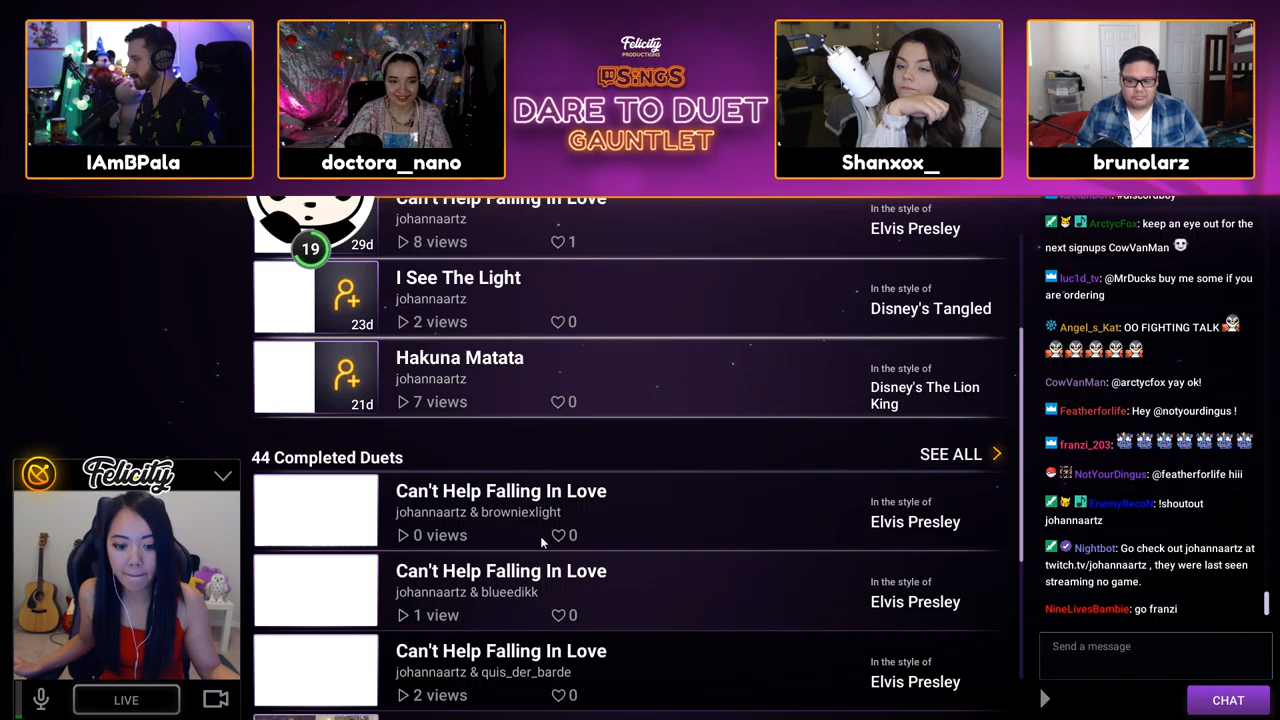 Felicity
PRODUCTIONS
SINGS
DARE TO DUET
GAUNTLET
IAmBPala
doctora_nano
Shanxox_
brunolarz
Can't Help Falling In Love
johannaartz
8 views
1
29d
19
In the style of
Elvis Presley
I See The Light
johannaartz
2 views
0
23d
In the style of
Disney's Tangled
Hakuna Matata
johannaartz
7 views
0
21d
In the style of
Disney's The Lion
King
44 Completed Duets
SEE ALL
Can't Help Falling In Love
johannaartz & browniexlight
0 views
0
In the style of
Elvis Presley
Can't Help Falling In Love
johannaartz & blueedikk
1 view
0
In the style of
Elvis Presley
Can't Help Falling In Love
johannaartz & quis_der_barde
2 views
0
In the style of
Elvis Presley
Felicity
LIVE
ArctycFox: keep an eye out for the
next signups CowVanMan
luc1d_tv: @MrDucks buy me some if you
are ordering
Angel_s_Kat: OO FIGHTING TALK
CowVanMan: @arctycfox yay ok!
Featherforlife: Hey @notyourdingus !
franzi_203:
NotYourDingus: @featherforlife hiii
EnemyRecoN: !shoutout
johannaartz
Nightbot: Go check out johannaartz at
twitch.tv/johannaartz , they were last seen
streaming no game.
NineLivesBambie: go franzi
Send a message
CHAT